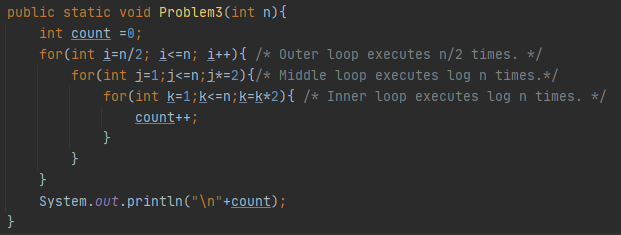 public static void Problem3(int n){
int count =0;
for(int i=n/2; i<=n; i++){ /* Outer loop executes n/2 times. */
for(int j=1;j<=n;j*=2){/* Middle loop executes log n times.*/
for(int k=1;k<=n;k=k*2){ /* Inner loop executes log n times. */
count++;
}
}
}
System.out.println("\n"+count);
}